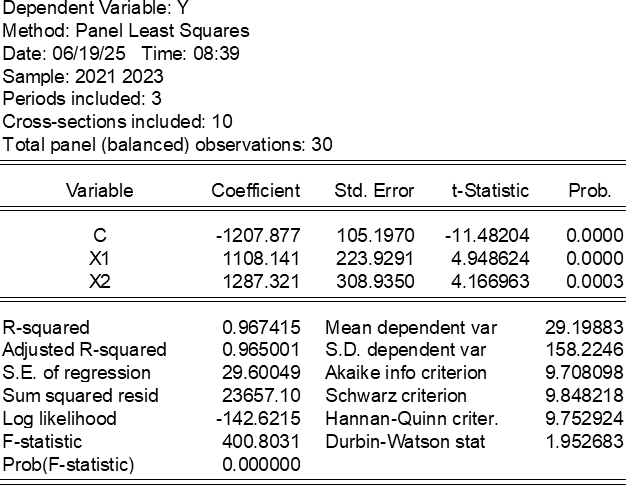 Dependent Variable: Y
Method: Panel Least Squares
Date: 06/19/25 Time: 08:39
Sample: 2021 2023
Periods included: 3
Cross-sections included: 10
Total panel (balanced) observations: 30
Variable Coefficient Std. Error t-Statistic Prob.
C -1207.877 105.1970 -11.48204 0.0000
X1 1108.141 223.9291 4.948624 0.0000
X2 1287.321 308.9350 4.166963 0.0003
R-squared 0.967415 Mean dependent var 29.19883
Adjusted R-squared 0.965001 S.D. dependent var 158.2246
S.E. of regression 29.60049 Akaike info criterion 9.708098
Sum squared resid 23657.10 Schwarz criterion 9.848218
Log likelihood -142.6215 Hannan-Quinn criter. 9.752924
F-statistic 400.8031 Durbin-Watson stat 1.952683
Prob(F-statistic) 0.000000